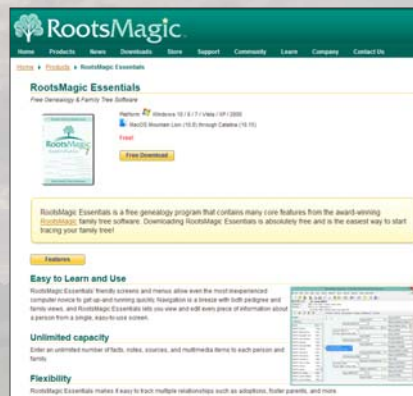 RootsMagic
Home Products News Downloads Store Support Community Learn Company Contact Us
Home Products RootsMagic Essentials
RootsMagic Essentials
Free Genealogy & Family Tree Software
Platform: Windows 10 / 8 / 7 / Vista / XP / 2000
MacOS Mountain Lion (10.8) through Catalina (10.15)
Free!
RootsMagic
Free Download
RootsMagic Essentials is a free genealogy program that contains many core features from the award-winning
RootsMagic family tree software. Downloading RootsMagic Essentials is absolutely free and is the easiest way to start
tracing your family tree!
Features
Easy to Learn and Use
RootsMagic Essentials' friendly screens and menus allow even the most inexperienced
computer novice to get up and running quickly. Navigation is a breeze with both pedigree and
family views, and RootsMagic Essentials lets you view and edit every piece of information about
a person from a single, easy-to-use screen.
Unlimited capacity
Enter an unlimited number of facts, notes, sources, and multimedia items to each person and
family.
Flexibility
RootsMagic Essentials makes it easy to track multiple relationships such as adoptions, foster parents, and more.